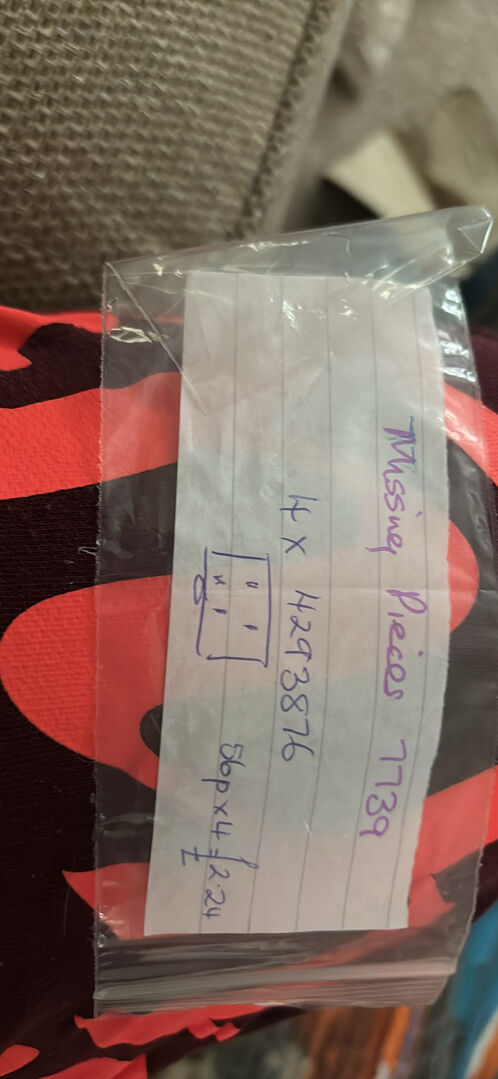 Missing Pieces 7739
4 x 4293876
56p x 4 = £2.24